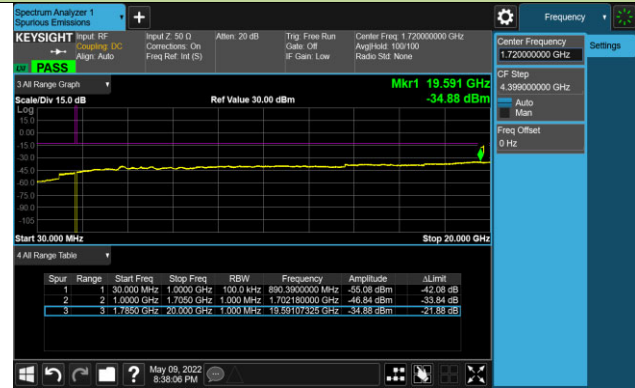 Spectrum Analyzer 1
Spurious Emissions
Frequency
KEYSIGHT
Input: RF
Coupling: DC
Align: Auto
Input Z: 50 Ω
Corrections: On
Freq Ref: Int (S)
Atten: 20 dB
Trig: Free Run
Gate: Off
IF Gain: Low
Center Freq: 1.720000000 GHz
Avg|Hold: 100/100
Radio Std: None
PASS
Center Frequency
1.720000000 GHz
Settings
CF Step
4.399000000 GHz
Auto
Man
Freq Offset
0 Hz
3 All Range Graph
Mkr1 19.591 GHz
Scale/Div 15.0 dB
Ref Value 30.00 dBm
-34.88 dBm
Log
15.0
0.00
-15.0
-30.0
-45.0
-60.0
-75.0
-90.0
-105
1
Start 30.000 MHz
Stop 20.000 GHz
4 All Range Table
Spur Range Start Freq Stop Freq RBW Frequency Amplitude ΔLimit
1 1 30.000 MHz 1.0000 GHz 100.0 kHz 890.3900000 MHz -55.08 dBm -42.08 dB
2 2 1.0000 GHz 1.7050 GHz 1.000 MHz 1.702180000 GHz -46.84 dBm -33.84 dB
3 3 1.7850 GHz 20.000 GHz 1.000 MHz 19.59107325 GHz -34.88 dBm -21.88 dB
?
May 09, 2022
8:38:06 PM